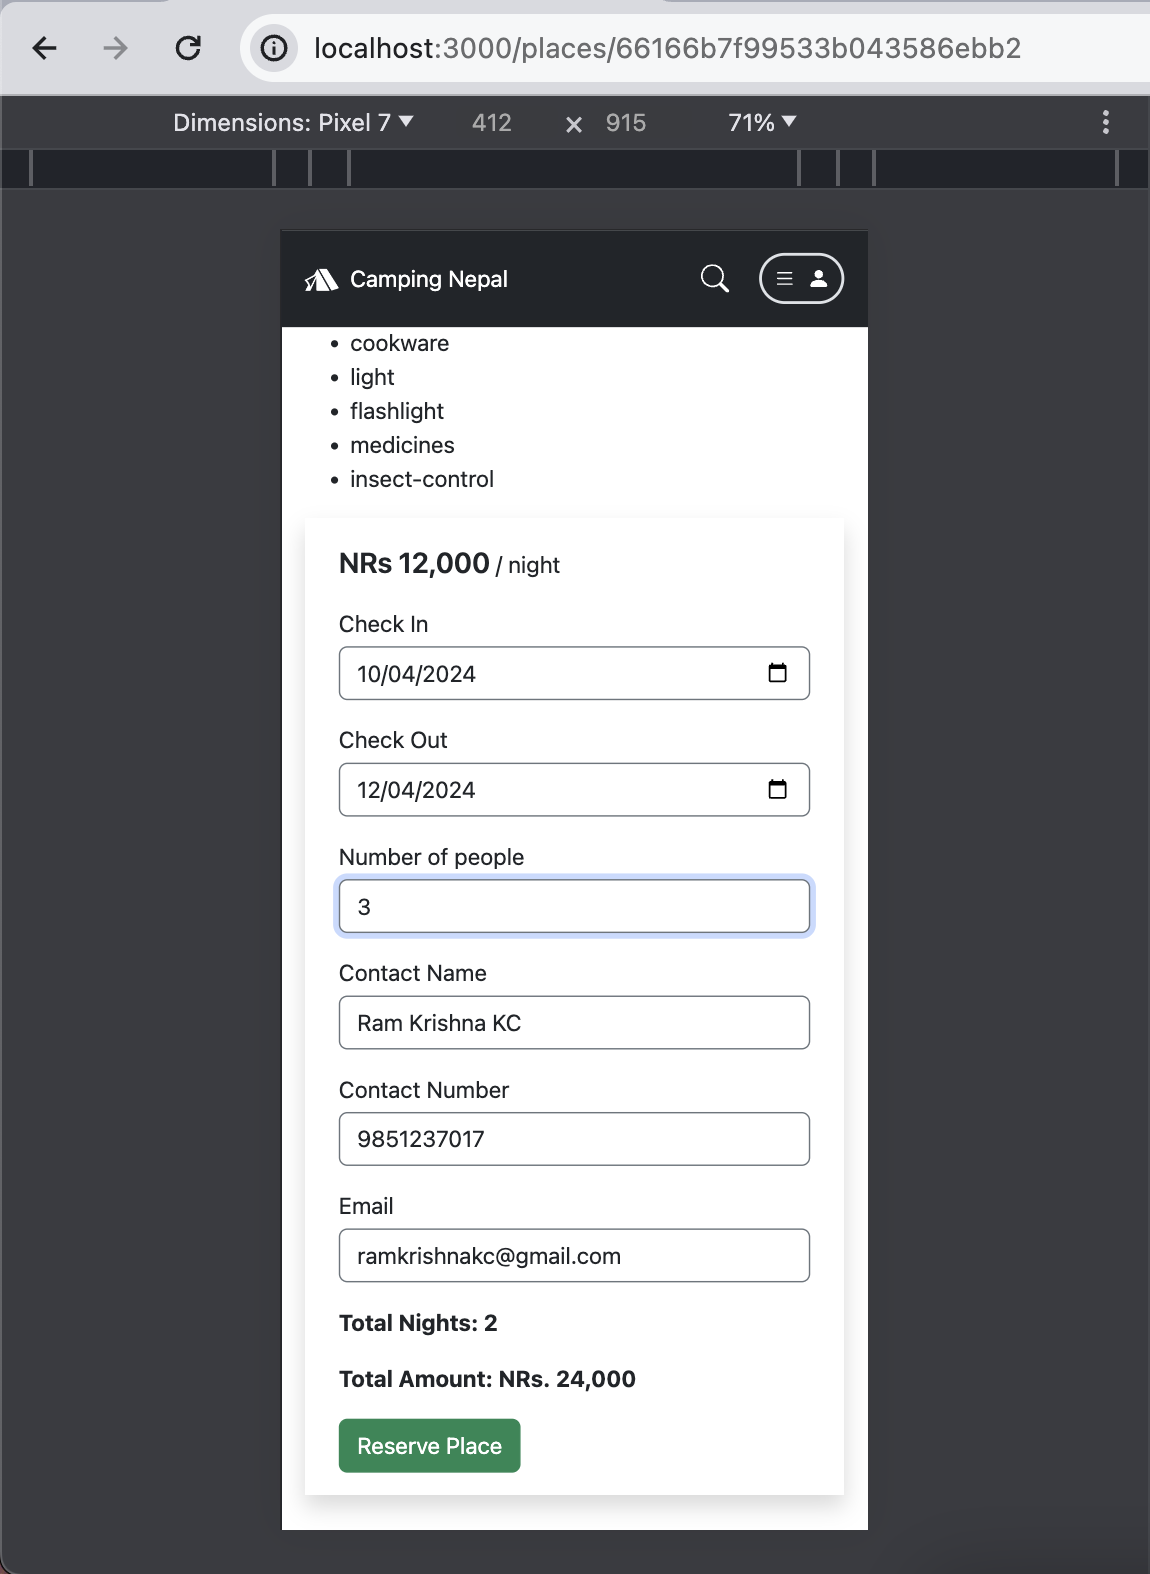 localhost:3000/places/66166b7f99533b043586ebb2
Dimensions: Pixel 7 412 × 915 71%
Camping Nepal
cookware
light
flashlight
medicines
insect-control
NRs 12,000 / night
Check In
10/04/2024
Check Out
12/04/2024
Number of people
3
Contact Name
Ram Krishna KC
Contact Number
9851237017
Email
ramkrishnakc@gmail.com
Total Nights: 2
Total Amount: NRs. 24,000
Reserve Place